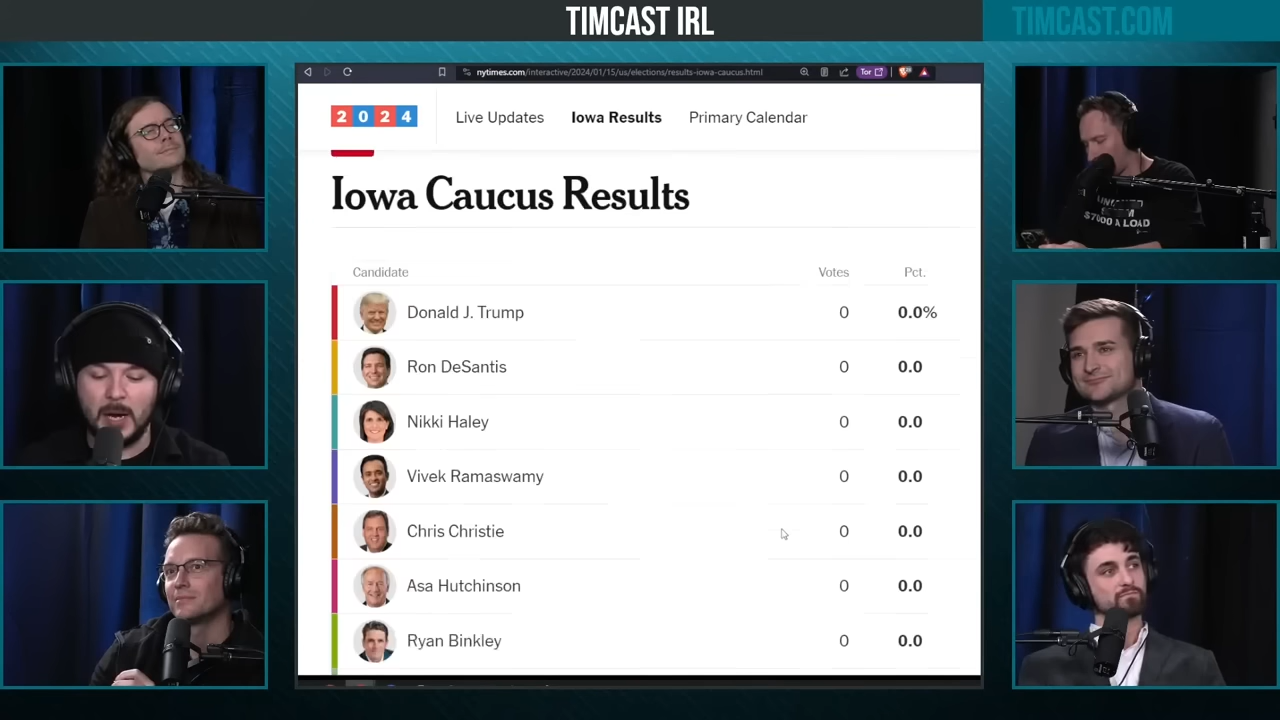 TIMCAST IRL
TIMCAST.COM
nytimes.com/interactive/2024/01/15/us/elections/results-iowa-caucus.html
Tor
2024
Live Updates
Iowa Results
Primary Calendar
Iowa Caucus Results
Candidate Votes Pct.
Donald J. Trump 0 0.0%
Ron DeSantis 0 0.0
Nikki Haley 0 0.0
Vivek Ramaswamy 0 0.0
Chris Christie 0 0.0
Asa Hutchinson 0 0.0
Ryan Binkley 0 0.0
$7000 A LOAD